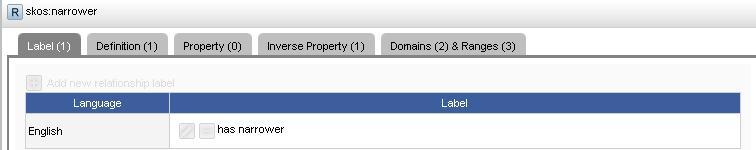 R skos:narrower
Label (1) Definition (1) Property (0) Inverse Property (1) Domains (2) & Ranges (3)
Add new relationship label
Language Label
English has narrower